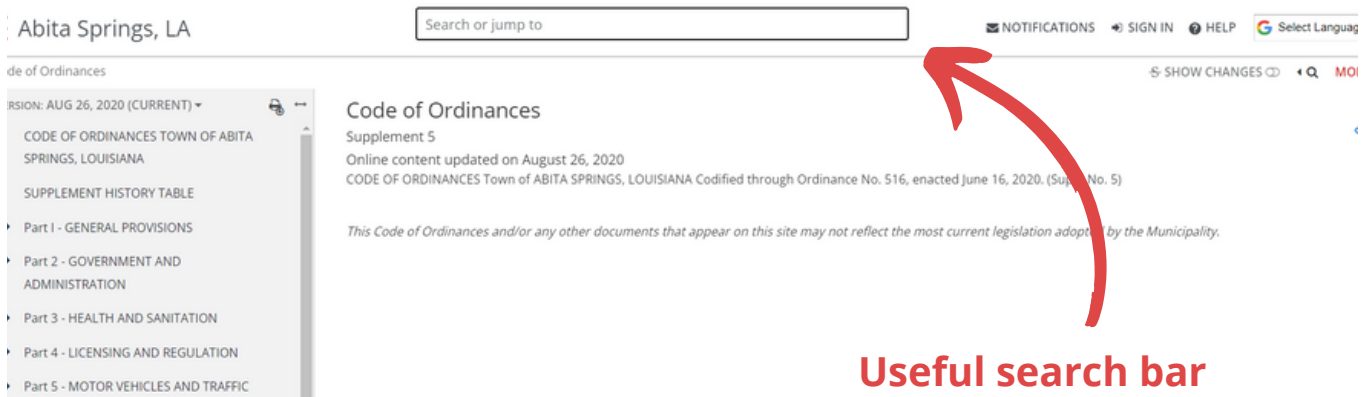 Abita Springs, LA
Search or jump to
NOTIFICATIONS SIGN IN HELP G Select Languag
de of Ordinances
SHOW CHANGES MO
RSION: AUG 26, 2020 (CURRENT)
CODE OF ORDINANCES TOWN OF ABITA
SPRINGS, LOUISIANA
SUPPLEMENT HISTORY TABLE
Part I - GENERAL PROVISIONS
Part 2 - GOVERNMENT AND
ADMINISTRATION
Part 3 - HEALTH AND SANITATION
Part 4 - LICENSING AND REGULATION
Part 5 - MOTOR VEHICLES AND TRAFFIC
Code of Ordinances
Supplement 5
Online content updated on August 26, 2020
CODE OF ORDINANCES Town of ABITA SPRINGS, LOUISIANA Codified through Ordinance No. 516, enacted June 16, 2020. (Supp. No. 5)
This Code of Ordinances and/or any other documents that appear on this site may not reflect the most current legislation adopted by the Municipality.
Useful search bar